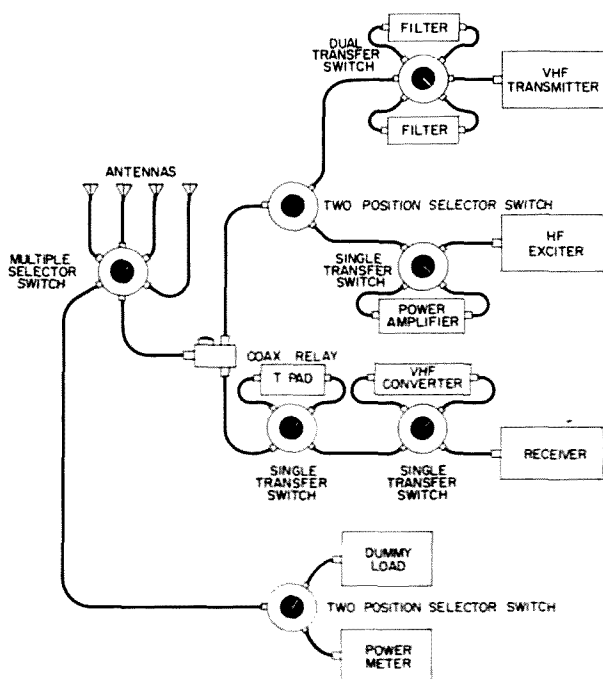 FILTER
DUAL
TRANSFER
SWITCH
VHF
TRANSMITTER
FILTER
ANTENNAS
TWO POSITION SELECTOR SWITCH
MULTIPLE
SELECTOR
SWITCH
SINGLE
TRANSFER
SWITCH
HF
EXCITER
POWER
AMPLIFIER
COAX RELAY
T PAD
VHF
CONVERTER
RECEIVER
SINGLE
TRANSFER
SWITCH
SINGLE
TRANSFER
SWITCH
DUMMY
LOAD
TWO POSITION SELECTOR SWITCH
POWER
METER